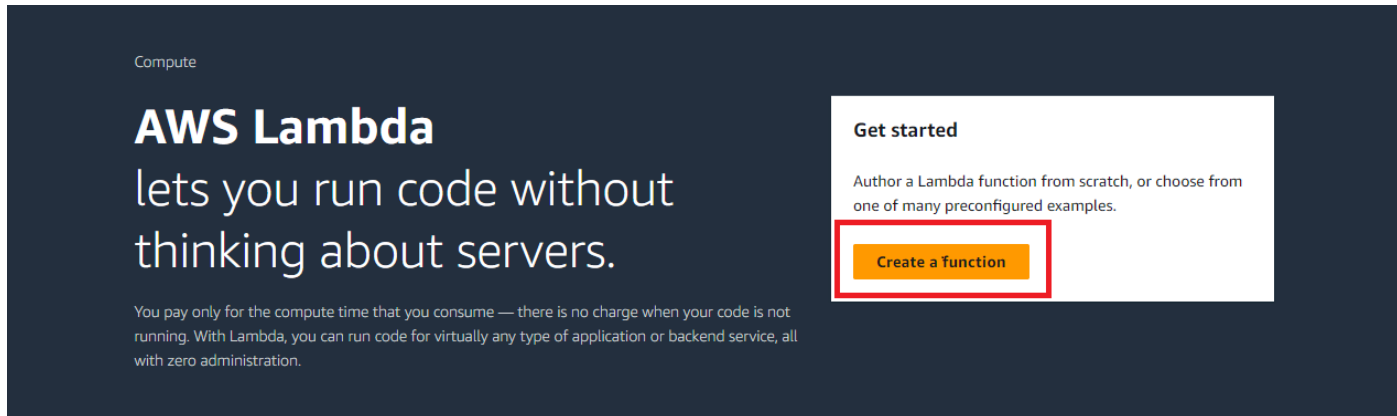 Compute
AWS Lambda
lets you run code without
thinking about servers.
You pay only for the compute time that you consume — there is no charge when your code is not
running. With Lambda, you can run code for virtually any type of application or backend service, all
with zero administration.
Get started
Author a Lambda function from scratch, or choose from
one of many preconfigured examples.
Create a function